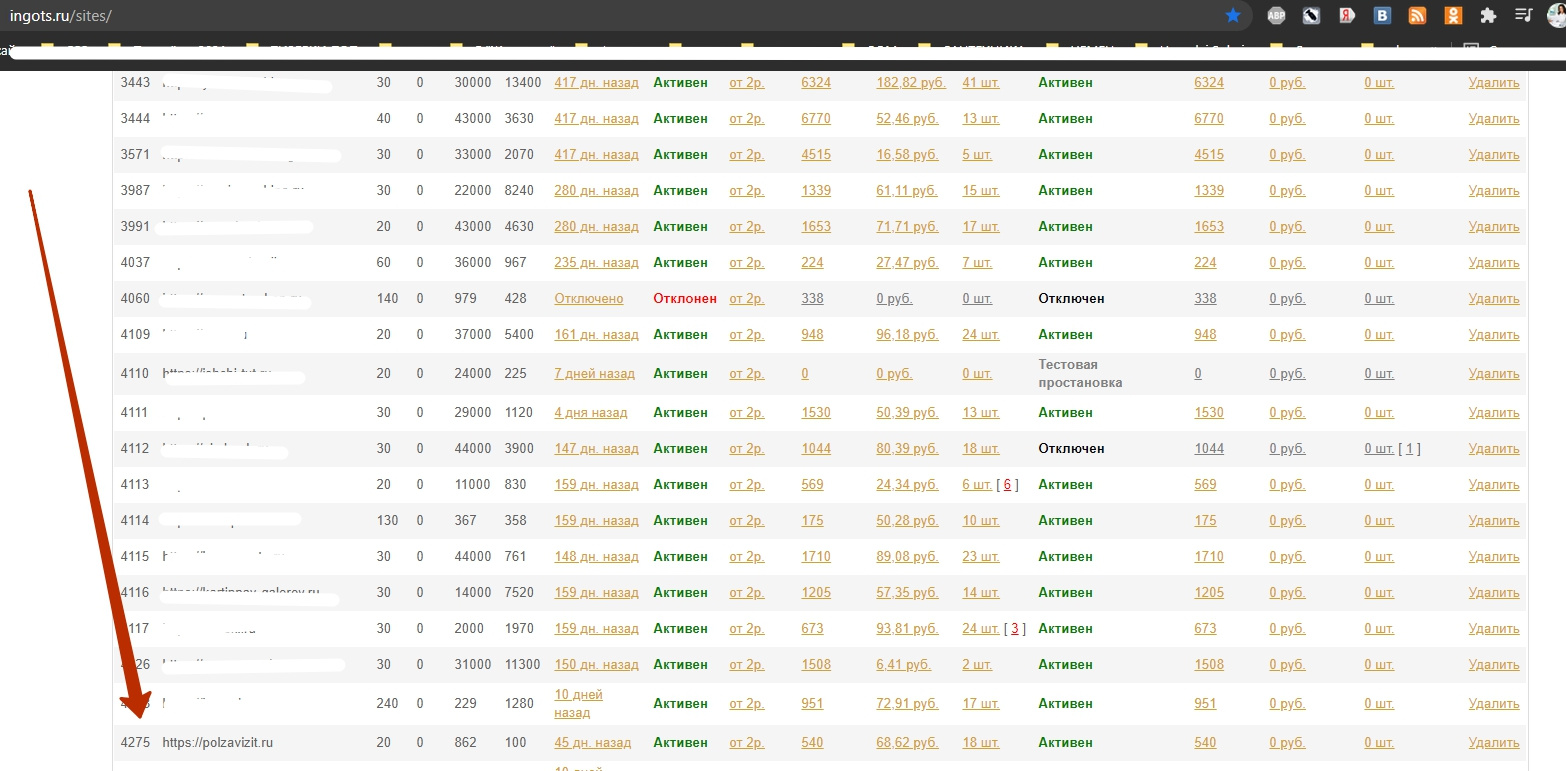 ingots.ru/sites/
3443 30 0 30000 13400 417 дн. назад Активен от 2р. 6324 182,82 руб. 41 шт. Активен 6324 0 руб. 0 шт. Удалить
3444 40 0 43000 3630 417 дн. назад Активен от 2р. 6770 52,46 руб. 13 шт. Активен 6770 0 руб. 0 шт. Удалить
3571 30 0 33000 2070 417 дн. назад Активен от 2р. 4515 16,58 руб. 5 шт. Активен 4515 0 руб. 0 шт. Удалить
3987 30 0 22000 8240 280 дн. назад Активен от 2р. 1339 61,11 руб. 15 шт. Активен 1339 0 руб. 0 шт. Удалить
3991 20 0 43000 4630 280 дн. назад Активен от 2р. 1653 71,71 руб. 17 шт. Активен 1653 0 руб. 0 шт. Удалить
4037 60 0 36000 967 235 дн. назад Активен от 2р. 224 27,47 руб. 7 шт. Активен 224 0 руб. 0 шт. Удалить
4060 140 0 979 428 Отключено Отклонен от 2р. 338 0 руб. 0 шт. Отключен 338 0 руб. 0 шт. Удалить
4109 20 0 37000 5400 161 дн. назад Активен от 2р. 948 96,18 руб. 24 шт. Активен 948 0 руб. 0 шт. Удалить
4110 20 0 24000 225 7 дней назад Активен от 2р. 0 0 руб. 0 шт. Тестовая
простановка 0 0 руб. 0 шт. Удалить
4111 30 0 29000 1120 4 дня назад Активен от 2р. 1530 50,39 руб. 13 шт. Активен 1530 0 руб. 0 шт. Удалить
4112 30 0 44000 3900 147 дн. назад Активен от 2р. 1044 80,39 руб. 18 шт. Отключен 1044 0 руб. 0 шт. [ 1 ] Удалить
4113 20 0 11000 830 159 дн. назад Активен от 2р. 569 24,34 руб. 6 шт. [ 6 ] Активен 569 0 руб. 0 шт. Удалить
4114 130 0 367 358 159 дн. назад Активен от 2р. 175 50,28 руб. 10 шт. Активен 175 0 руб. 0 шт. Удалить
4115 30 0 44000 761 148 дн. назад Активен от 2р. 1710 89,08 руб. 23 шт. Активен 1710 0 руб. 0 шт. Удалить
4116 30 0 14000 7520 159 дн. назад Активен от 2р. 1205 57,35 руб. 14 шт. Активен 1205 0 руб. 0 шт. Удалить
30 0 2000 1970 159 дн. назад Активен от 2р. 673 93,81 руб. 24 шт. [ 3 ] Активен 673 0 руб. 0 шт. Удалить
30 0 31000 11300 150 дн. назад Активен от 2р. 1508 6,41 руб. 2 шт. Активен 1508 0 руб. 0 шт. Удалить
240 0 229 1280 10 дней
назад Активен от 2р. 951 72,91 руб. 17 шт. Активен 951 0 руб. 0 шт. Удалить
4275 https://polzavizit.ru 20 0 862 100 45 дн. назад Активен от 2р. 540 68,62 руб. 18 шт. Активен 540 0 руб. 0 шт. Удалить